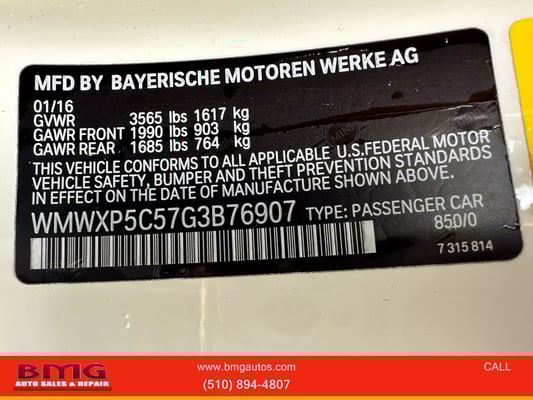 MFD BY BAYERISCHE MOTOREN WERKE AG
01/16
GVWR 3565 lbs 1617 kg
GAWR FRONT 1990 lbs 903 kg
GAWR REAR 1685 lbs 764 kg
THIS VEHICLE CONFORMS TO ALL APPLICABLE U.S.FEDERAL MOTOR
VEHICLE SAFETY, BUMPER AND THEFT PREVENTION STANDARDS
IN EFFECT ON THE DATE OF MANUFACTURE SHOWN ABOVE.
WMWXP5C57G3B76907 TYPE: PASSENGER CAR
850/0
7 315 814
BMG
AUTO SALES & REPAIR
www.bmgautos.com
(510) 894-4807
CALL